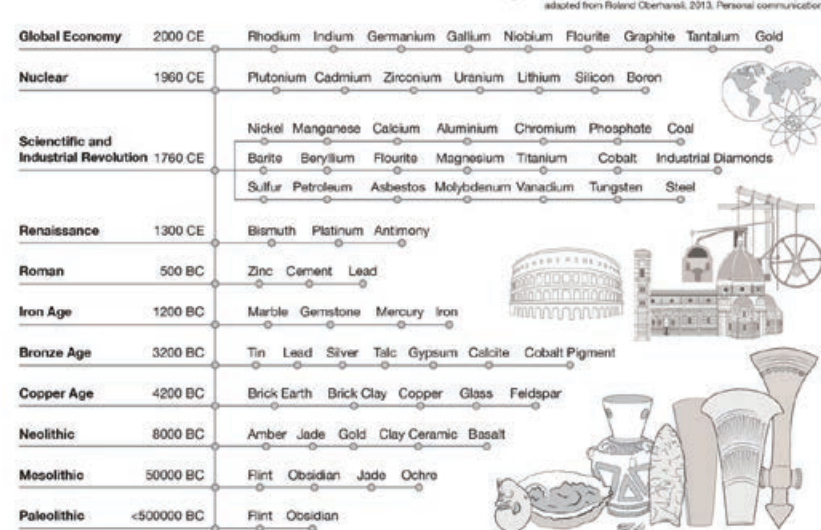 adapted from Roland Oberhansli, 2013, Personal communication
Global Economy 2000 CE Rhodium Indium Germanium Gallium Niobium Flourite Graphite Tantalum Gold
Nuclear 1960 CE Plutonium Cadmium Zirconium Uranium Lithium Silicon Boron
Nickel Manganese Calcium Aluminium Chromium Phosphate Coal
Scienctific and
Industrial Revolution 1760 CE Barite Beryllium Flourite Magnesium Titanium Cobalt Industrial Diamonds
Sulfur Petroleum Asbestos Molybdenum Vanadium Tungsten Steel
Renaissance 1300 CE Bismuth Platinum Antimony
Roman 500 BC Zinc Cement Lead
Iron Age 1200 BC Marble Gemstone Mercury Iron
Bronze Age 3200 BC Tin Lead Silver Talc Gypsum Calcite Cobalt Pigment
Copper Age 4200 BC Brick Earth Brick Clay Copper Glass Feldspar
Neolithic 8000 BC Amber Jade Gold Clay Ceramic Basalt
Mesolithic 50000 BC Flint Obsidian Jade Ochre
Paleolithic <500000 BC Flint Obsidian